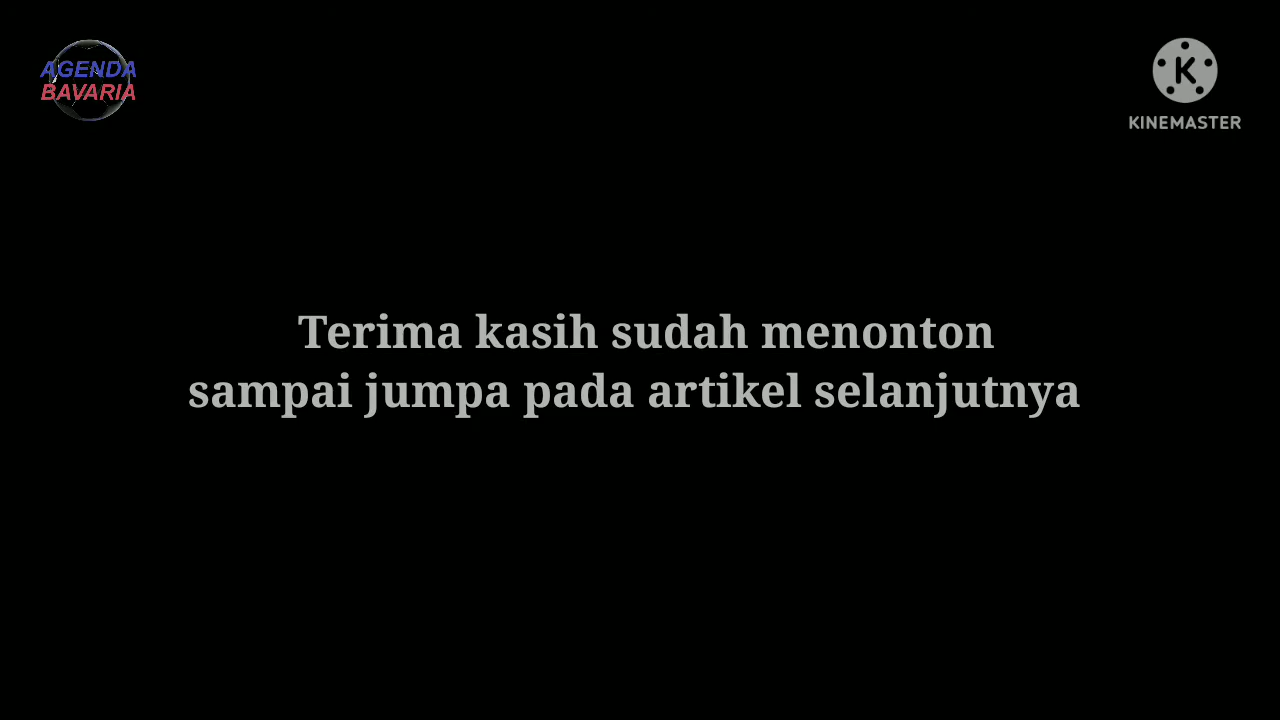 AGENDA
BAVARIA
K
KINEMASTER
Terima kasih sudah menonton
sampai jumpa pada artikel selanjutnya